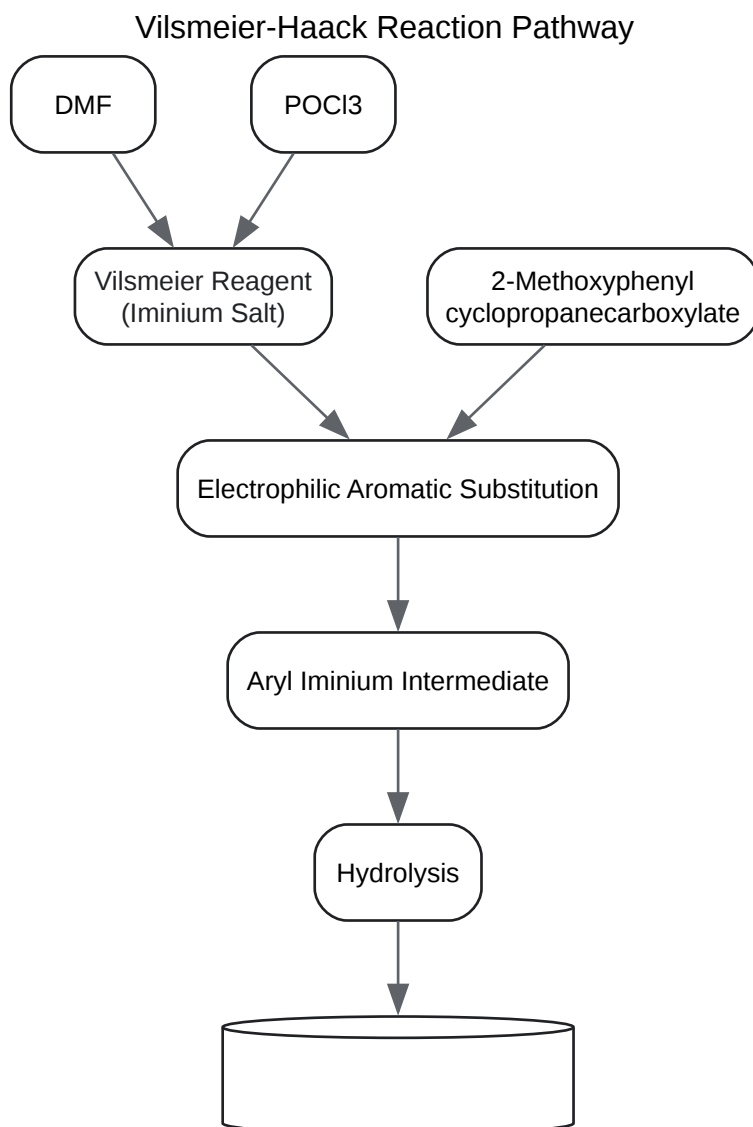 Vilsmeier-Haack Reaction Pathway
DMF
POCl3
Vilsmeier Reagent
(Iminium Salt)
2-Methoxyphenyl
cyclopropanecarboxylate
Electrophilic Aromatic Substitution
Aryl Iminium Intermediate
Hydrolysis